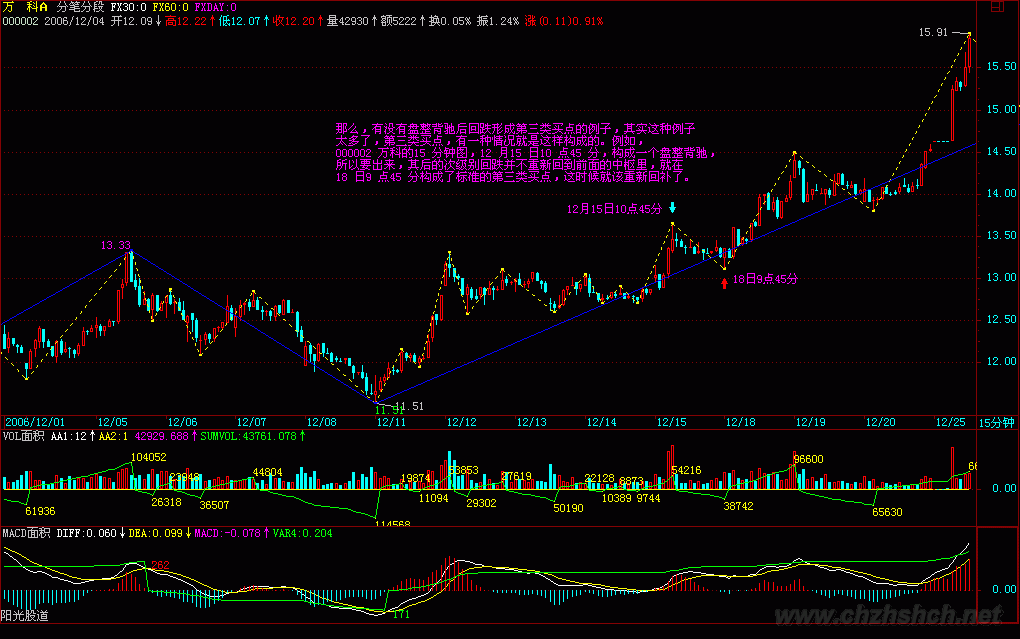 万 科A 分笔分段 FX30:0 FX60:0 FXDAY:0
000002 2006/12/04 开12.09↓高12.22↑低12.07↑收12.20↑量42930↑额5222↑换0.05% 振1.24% 涨(0.11)0.91%
15.91
15.50
15.00
那么，有没有盘整背驰后回跌形成第三类买点的例子，其实这种例子
太多了，第三类买点，有一种情况就是这样构成的。例如，
000002 万科的15 分钟图，12 月15 日10 点45 分，构成一个盘整背驰，
所以要出来，其后的次级别回跌并不重新回到前面的中枢里，就在
18 日9 点45 分构成了标准的第三类买点，这时候就该重新回补了。
14.50
14.00
12月15日10点45分
13.50
13.33
13.00
18日9点45分
12.50
12.00
11.51
11.51
2006/12/01 12/05 12/06 12/07 12/08 12/11 12/12 12/13 12/14 12/15 12/18 12/19 12/20 12/25 15分钟
VOL面积 AA1:12↑AA2:1 42929.688↑SUMVOL:43761.078↑
104052
96600
66
44804
53853
54216
23948
19874
37619
22128
8873
0.00
61936
26318
36507
11094
29302
50190
10389
9744
38742
65630
114568
MACD面积 DIFF:0.060↓DEA:0.099↓MACD:-0.078↑VAR4:0.204
262
0.00
171
阳光股道
www.chzhshch.net